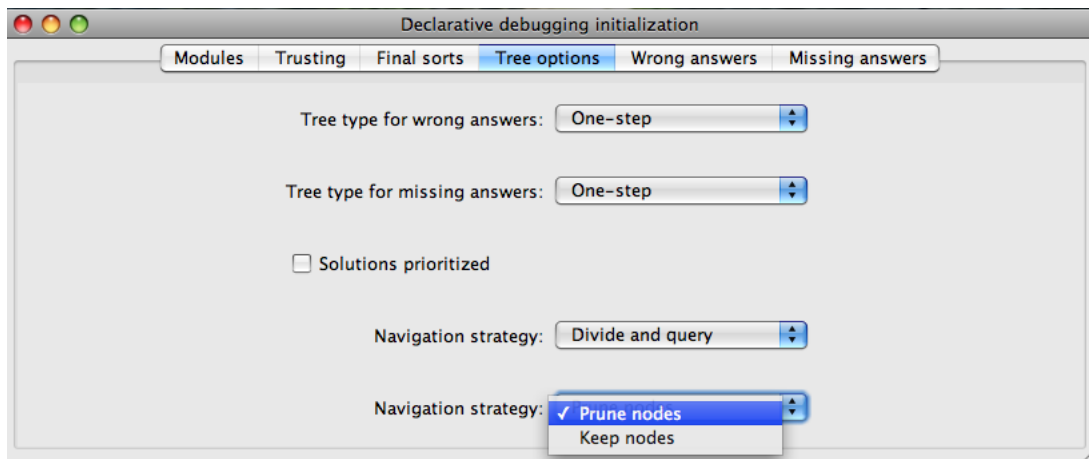 Declarative debugging initialization
Modules Trusting Final sorts Tree options Wrong answers Missing answers
Tree type for wrong answers: One-step
Tree type for missing answers: One-step
Solutions prioritized
Navigation strategy: Divide and query
Navigation strategy: ✓ Prune nodes
Keep nodes